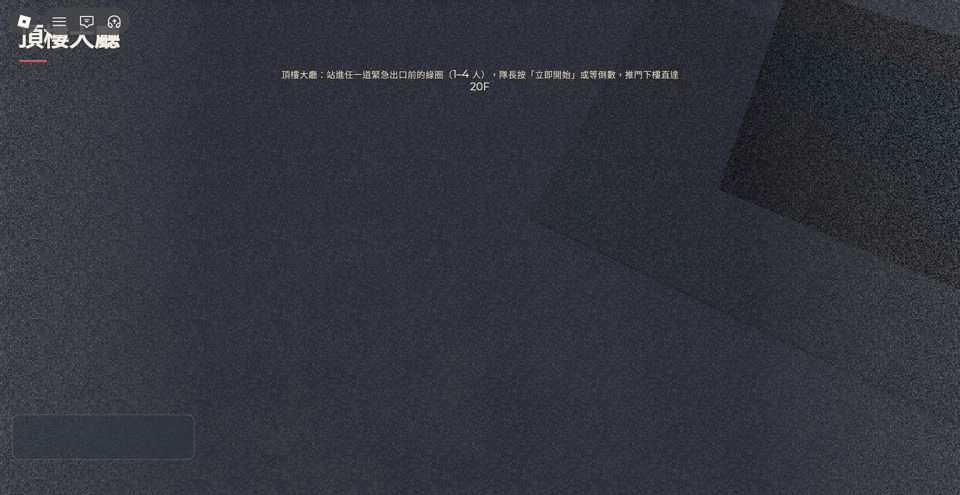 頂樓大廳
頂樓大廳：站進任一道緊急出口前的綠圈（1–4 人），隊長按「立即開始」或等倒數，推門下樓直達
20F